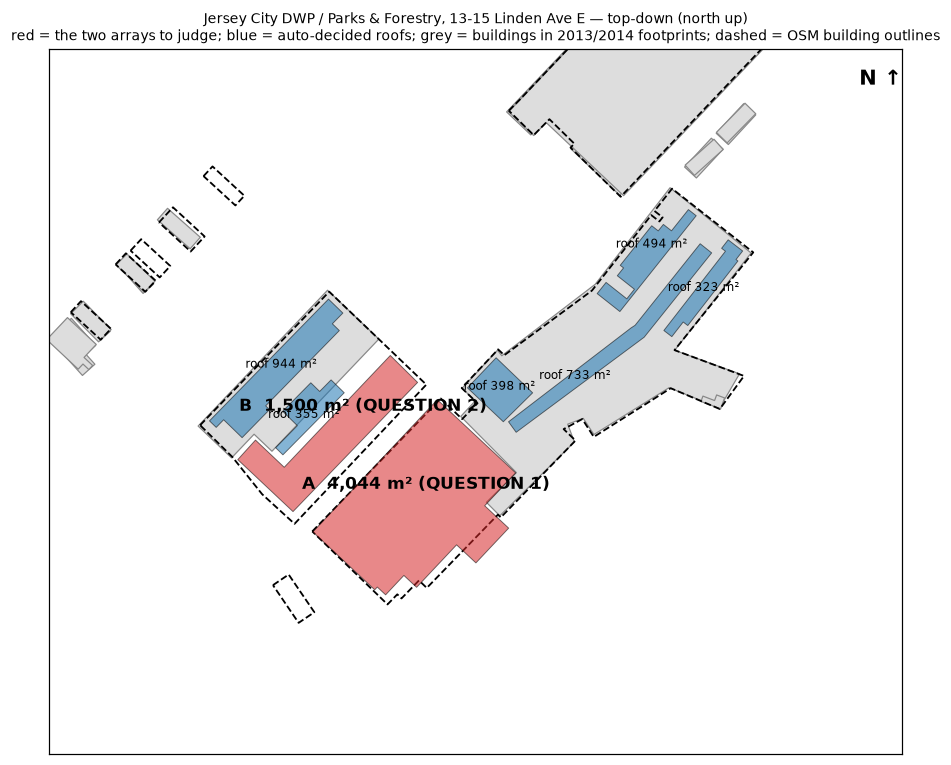 Jersey City DWP / Parks & Forestry, 13-15 Linden Ave E — top-down (north up)
red = the two arrays to judge; blue = auto-decided roofs; grey = buildings in 2013/2014 footprints; dashed = OSM building outlines
N ↑
roof 494 m²
roof 323 m²
roof 944 m²
roof 733 m²
roof 398 m²
B 1,500 m² (QUESTION 2)
roof 355 m²
A 4,044 m² (QUESTION 1)